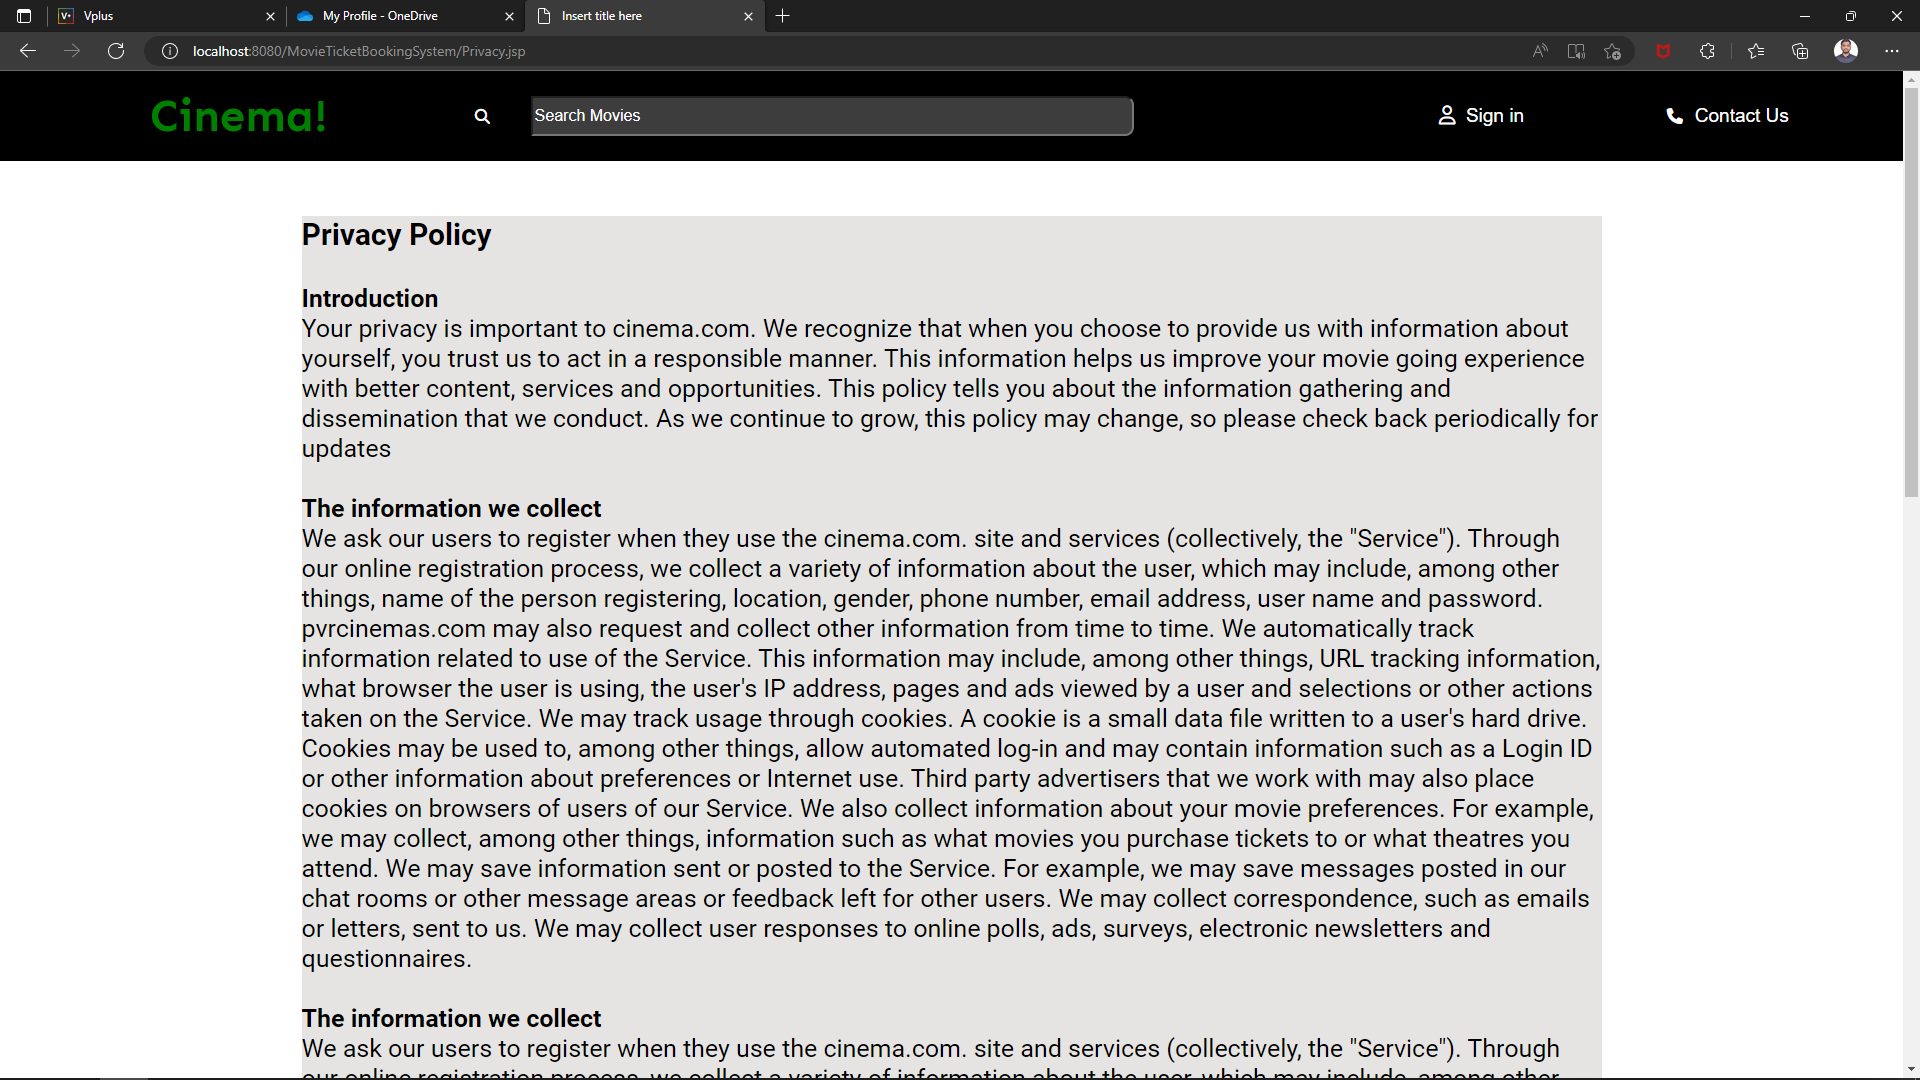 Vplus
My Profile - OneDrive
Insert title here
localhost:8080/MovieTicketBookingSystem/Privacy.jsp
Cinema!
Search Movies
Sign in
Contact Us
Privacy Policy
Introduction
Your privacy is important to cinema.com. We recognize that when you choose to provide us with information about
yourself, you trust us to act in a responsible manner. This information helps us improve your movie going experience
with better content, services and opportunities. This policy tells you about the information gathering and
dissemination that we conduct. As we continue to grow, this policy may change, so please check back periodically for
updates
The information we collect
We ask our users to register when they use the cinema.com. site and services (collectively, the "Service"). Through
our online registration process, we collect a variety of information about the user, which may include, among other
things, name of the person registering, location, gender, phone number, email address, user name and password.
pvrcinemas.com may also request and collect other information from time to time. We automatically track
information related to use of the Service. This information may include, among other things, URL tracking information,
what browser the user is using, the user's IP address, pages and ads viewed by a user and selections or other actions
taken on the Service. We may track usage through cookies. A cookie is a small data file written to a user's hard drive.
Cookies may be used to, among other things, allow automated log-in and may contain information such as a Login ID
or other information about preferences or Internet use. Third party advertisers that we work with may also place
cookies on browsers of users of our Service. We also collect information about your movie preferences. For example,
we may collect, among other things, information such as what movies you purchase tickets to or what theatres you
attend. We may save information sent or posted to the Service. For example, we may save messages posted in our
chat rooms or other message areas or feedback left for other users. We may collect correspondence, such as emails
or letters, sent to us. We may collect user responses to online polls, ads, surveys, electronic newsletters and
questionnaires.
The information we collect
We ask our users to register when they use the cinema.com. site and services (collectively, the "Service"). Through
our online registration process, we collect a variety of information about the user, which may include, among other